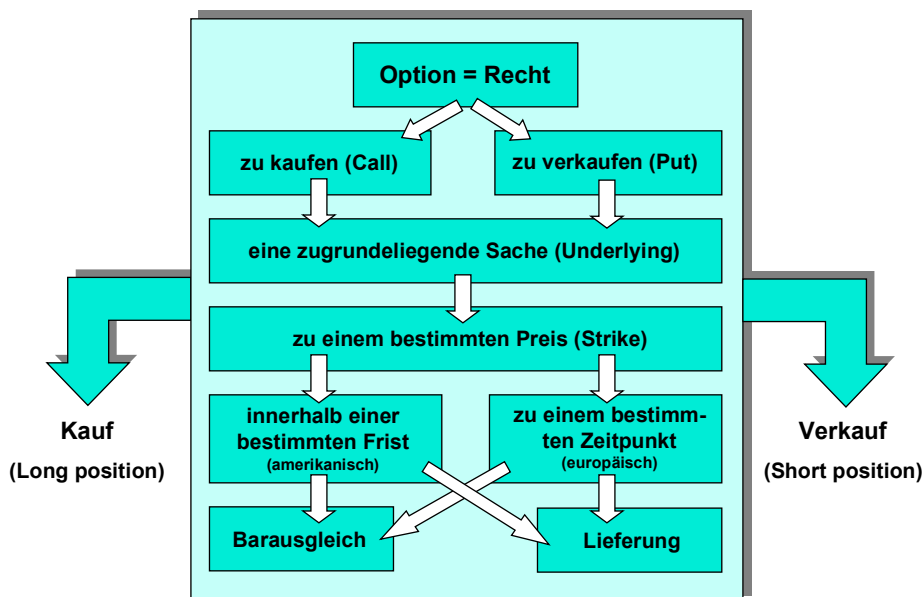 Option = Recht
zu kaufen (Call)
zu verkaufen (Put)
eine zugrundeliegende Sache (Underlying)
zu einem bestimmten Preis (Strike)
innerhalb einer
bestimmten Frist
(amerikanisch)
zu einem bestimm-
ten Zeitpunkt
(europäisch)
Barausgleich
Lieferung
Kauf
(Long position)
Verkauf
(Short position)